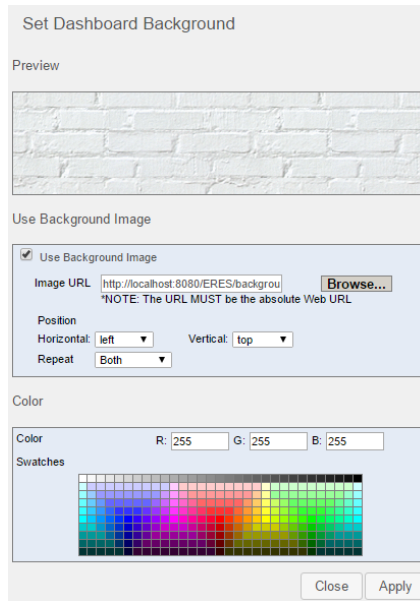 Set Dashboard Background
Preview
Use Background Image
Use Background Image
Image URL http://localhost:8080/ERES/backgrou Browse...
*NOTE: The URL MUST be the absolute Web URL
Position
Horizontal: left Vertical: top
Repeat Both
Color
Color R: 255 G: 255 B: 255
Swatches
Close Apply